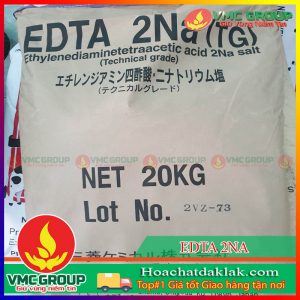 EDTA 2Na (TG)
Ethylenediaminetetraacetic acid 2Na salt
(Technical grade)
エチレンジアミン四酢酸・二ナトリウム塩
(テクニカルグレード)
NET 20KG
Lot No. 2VZ-73
VMC GROUP
EDTA 2NA
VMC GROUP
Giữ vững niềm tin
Hoachatdaklak.com
Top#1 Giá tốt Giao hàng tận nơi